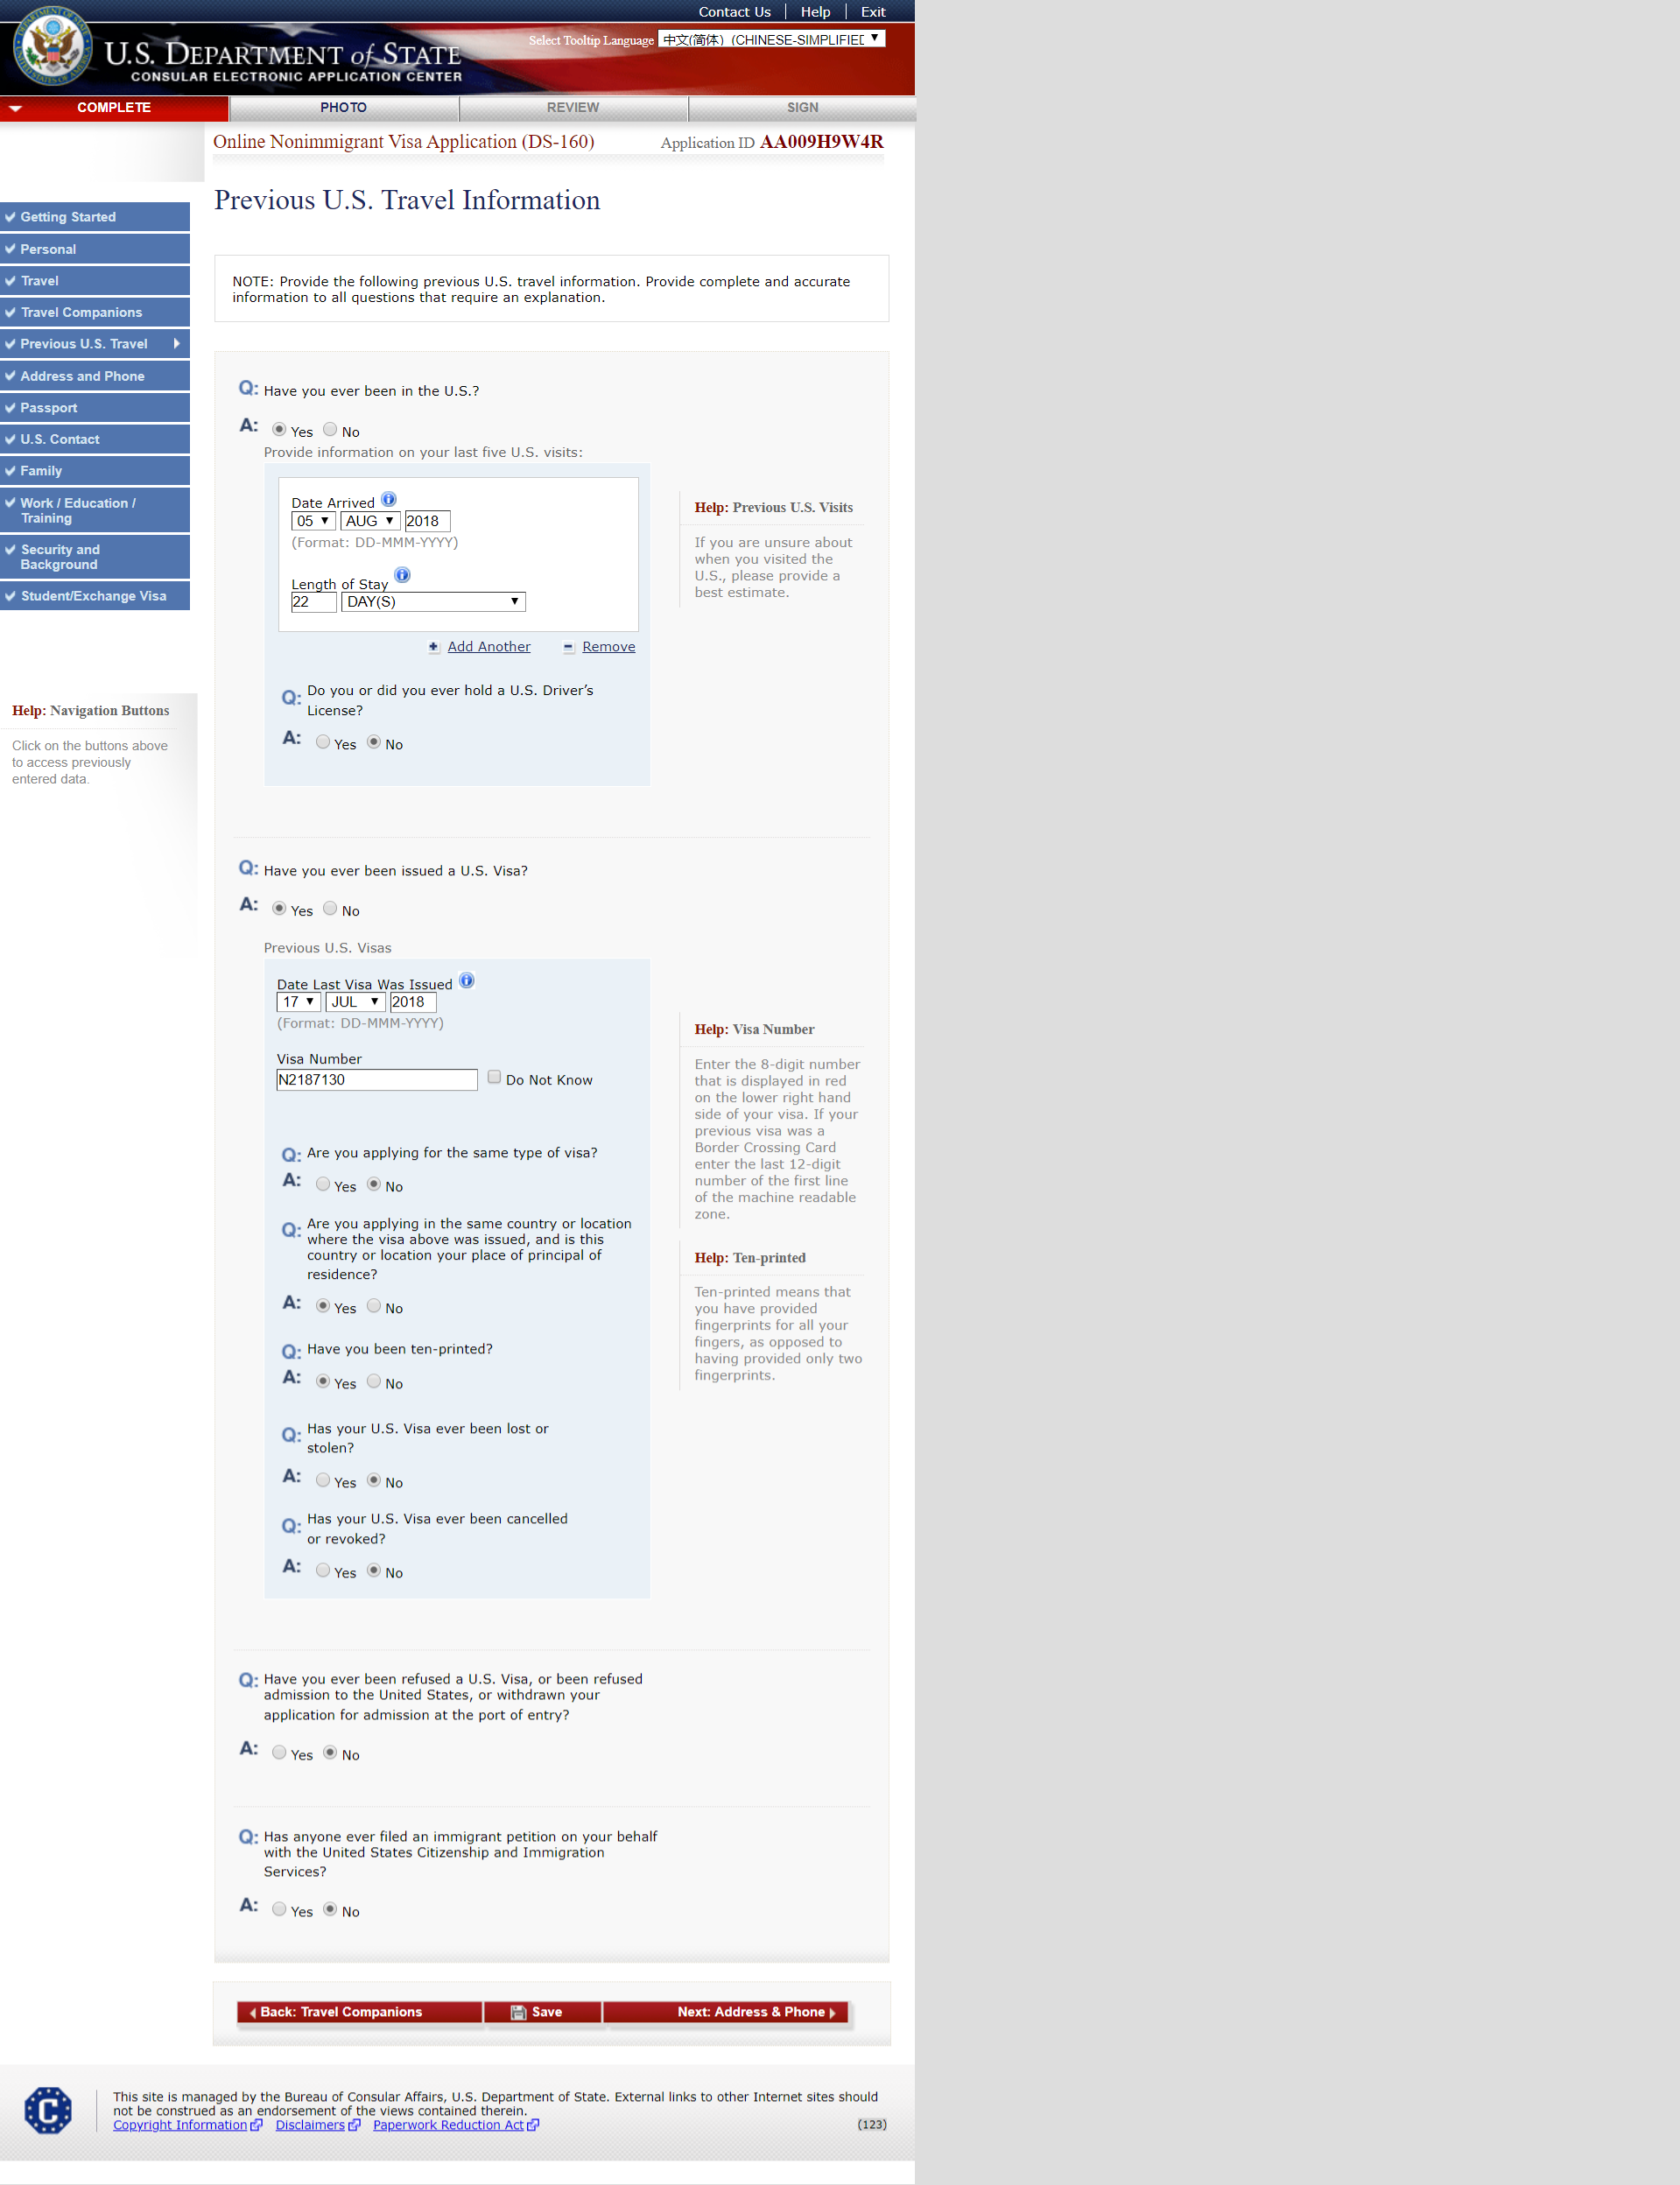 Contact Us Help Exit
Select Tooltip Language 中文(简体) (CHINESE-SIMPLIFIED
U.S. DEPARTMENT of STATE
CONSULAR ELECTRONIC APPLICATION CENTER
COMPLETE PHOTO REVIEW SIGN
Online Nonimmigrant Visa Application (DS-160) Application ID AA009H9W4R
Previous U.S. Travel Information
Getting Started
Personal
Travel
Travel Companions
Previous U.S. Travel
Address and Phone
Passport
U.S. Contact
Family
Work / Education /
Training
Security and
Background
Student/Exchange Visa
Help: Navigation Buttons
Click on the buttons above
to access previously
entered data.
NOTE: Provide the following previous U.S. travel information. Provide complete and accurate
information to all questions that require an explanation.
Q: Have you ever been in the U.S.?
A: Yes No
Provide information on your last five U.S. visits:
Date Arrived
05 AUG 2018
(Format: DD-MMM-YYYY)
Length of Stay
22 DAY(S)
Add Another Remove
Help: Previous U.S. Visits
If you are unsure about
when you visited the
U.S., please provide a
best estimate.
Q: Do you or did you ever hold a U.S. Driver’s
License?
A: Yes No
Q: Have you ever been issued a U.S. Visa?
A: Yes No
Previous U.S. Visas
Date Last Visa Was Issued
17 JUL 2018
(Format: DD-MMM-YYYY)
Visa Number
N2187130 Do Not Know
Help: Visa Number
Enter the 8-digit number
that is displayed in red
on the lower right hand
side of your visa. If your
previous visa was a
Border Crossing Card
enter the last 12-digit
number of the first line
of the machine readable
zone.
Q: Are you applying for the same type of visa?
A: Yes No
Q: Are you applying in the same country or location
where the visa above was issued, and is this
country or location your place of principal of
residence?
A: Yes No
Help: Ten-printed
Ten-printed means that
you have provided
fingerprints for all your
fingers, as opposed to
having provided only two
fingerprints.
Q: Have you been ten-printed?
A: Yes No
Q: Has your U.S. Visa ever been lost or
stolen?
A: Yes No
Q: Has your U.S. Visa ever been cancelled
or revoked?
A: Yes No
Q: Have you ever been refused a U.S. Visa, or been refused
admission to the United States, or withdrawn your
application for admission at the port of entry?
A: Yes No
Q: Has anyone ever filed an immigrant petition on your behalf
with the United States Citizenship and Immigration
Services?
A: Yes No
Back: Travel Companions Save Next: Address & Phone
This site is managed by the Bureau of Consular Affairs, U.S. Department of State. External links to other Internet sites should
not be construed as an endorsement of the views contained therein.
Copyright Information Disclaimers Paperwork Reduction Act (123)